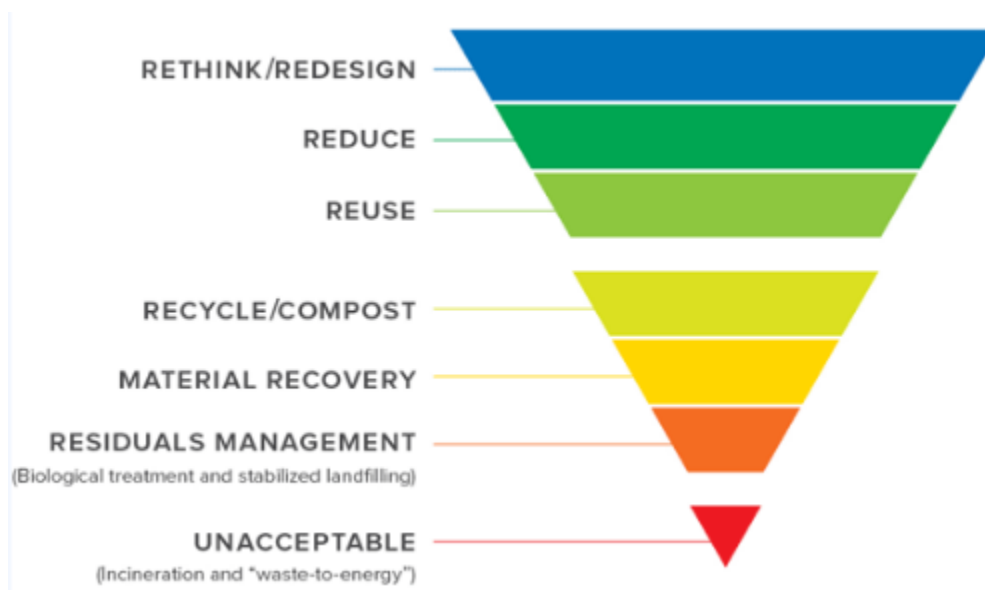 RETHINK/REDESIGN
REDUCE
REUSE
RECYCLE/COMPOST
MATERIAL RECOVERY
RESIDUALS MANAGEMENT
(Biological treatment and stabilized landfilling)
UNACCEPTABLE
(Incineration and “waste-to-energy”)